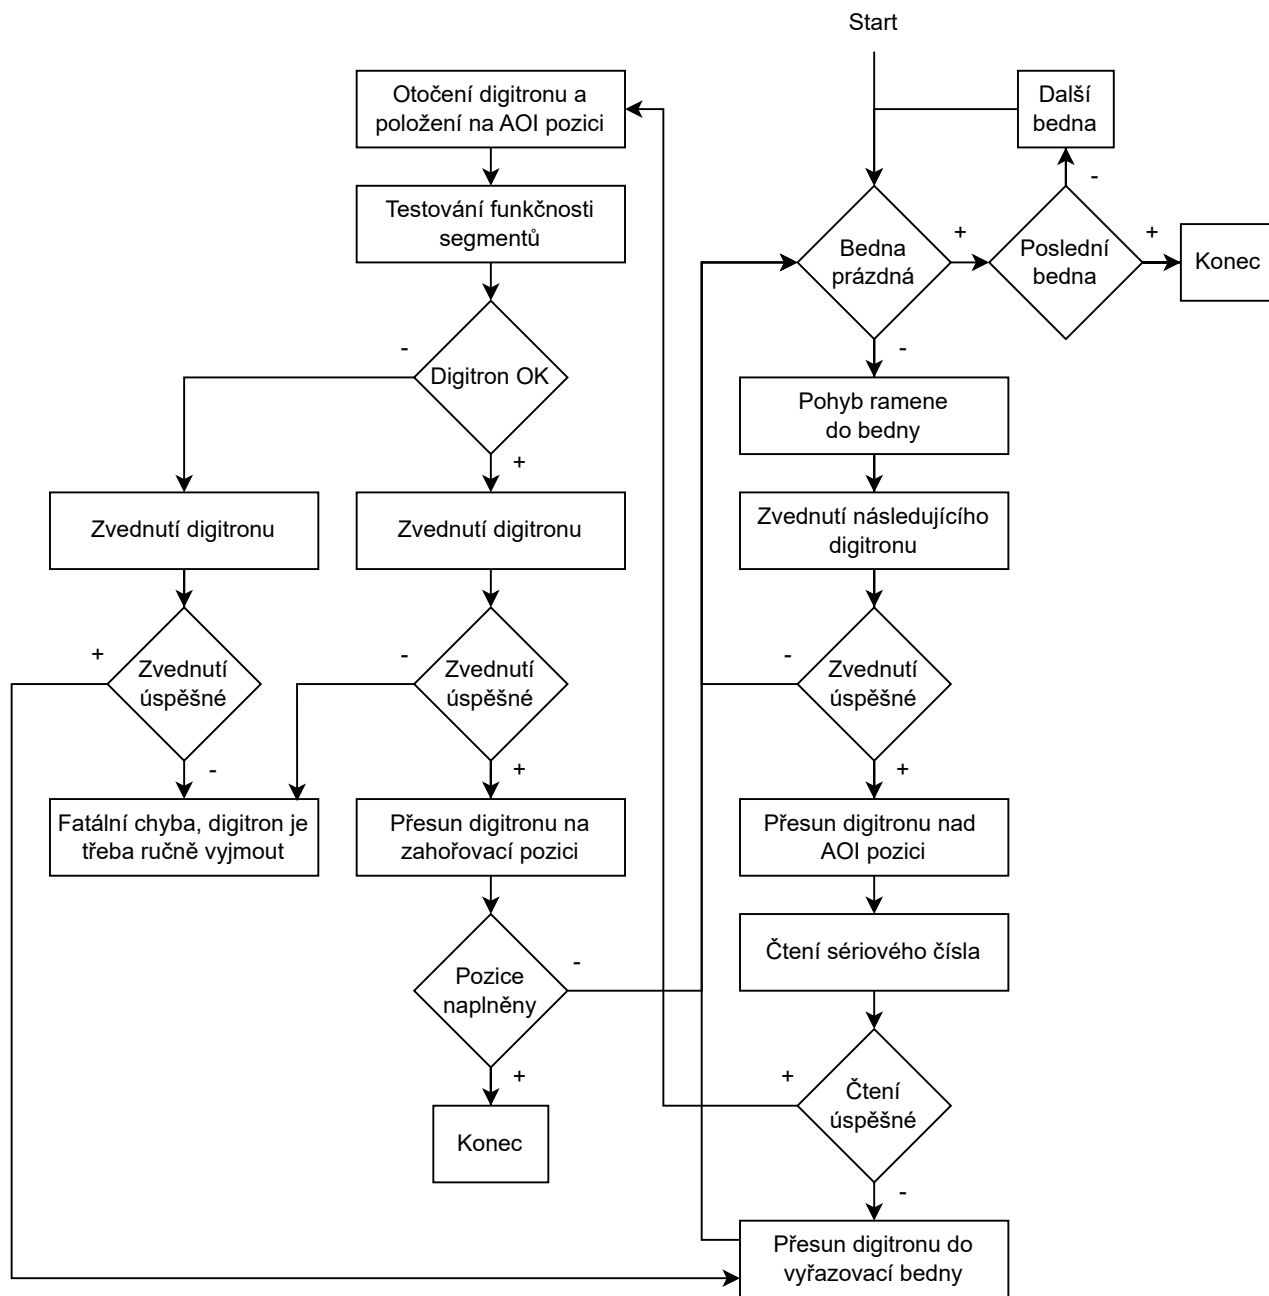 Start
Otočení digitronu a
položení na AOI pozici
Další
bedna
-
Testování funkčnosti
segmentů
Bedna
prázdná
+
Poslední
bedna
+
Konec
-
Digitron OK
-
Pohyb ramene
do bedny
+
Zvednutí digitronu
Zvednutí digitronu
Zvednutí následujícího
digitronu
+
Zvednutí
úspěšné
-
Zvednutí
úspěšné
-
Zvednutí
úspěšné
-
+
+
Fatální chyba, digitron je
třeba ručně vyjmout
Přesun digitronu na
zahořovací pozici
Přesun digitronu nad
AOI pozici
Čtení sériového čísla
Pozice
naplněny
-
+
+
Čtení
úspěšné
Konec
-
Přesun digitronu do
vyřazovací bedny